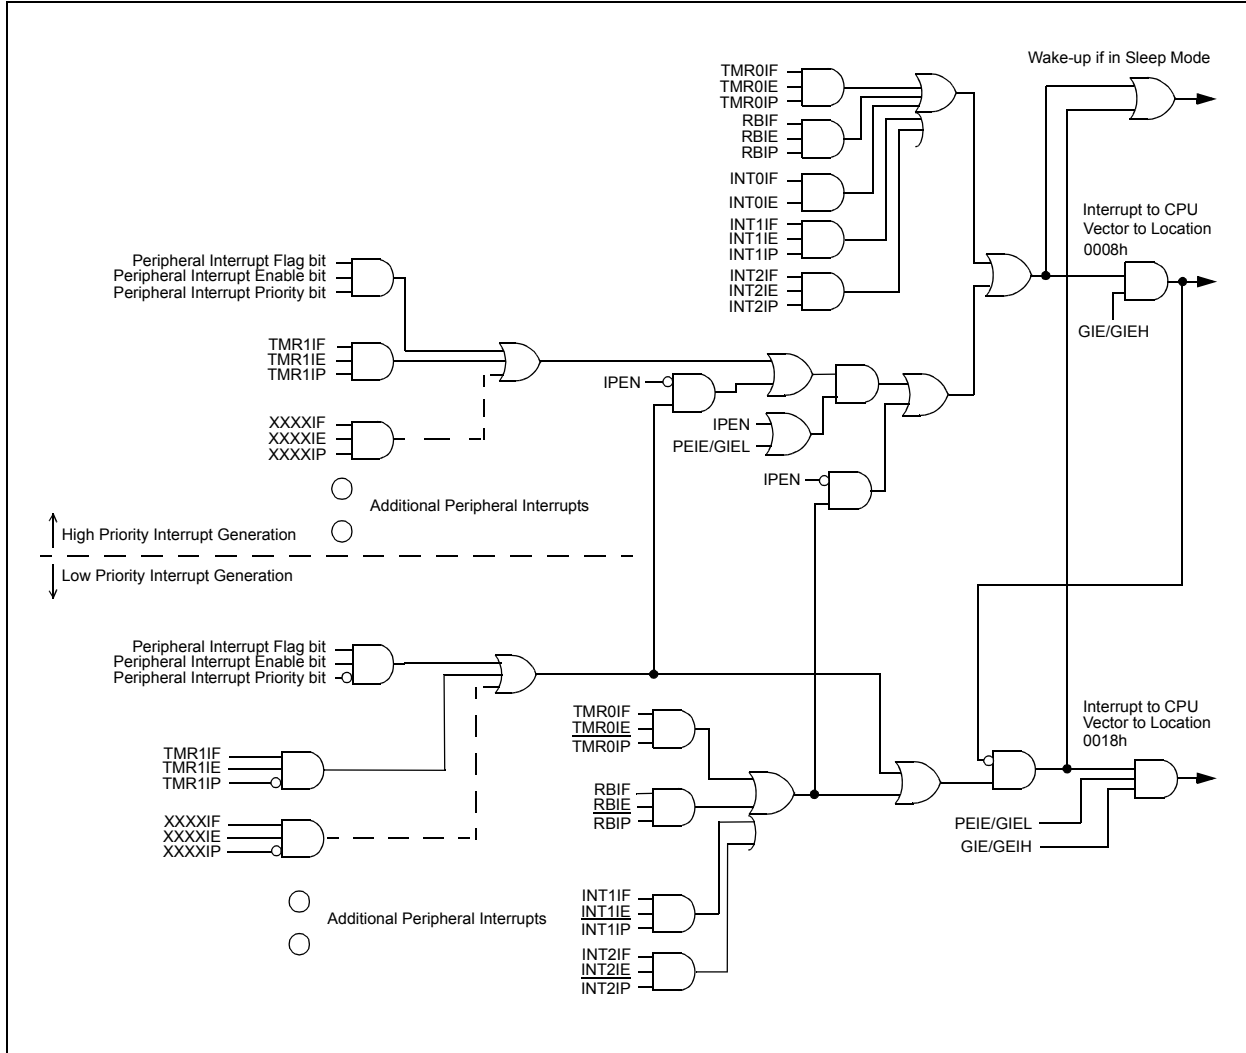 Wake-up if in Sleep Mode
TMR0IF
TMR0IE
TMR0IP
RBIF
RBIE
RBIP
INT0IF
INT0IE
INT1IF
INT1IE
INT1IP
INT2IF
INT2IE
INT2IP
Interrupt to CPU
Vector to Location
0008h
GIE/GIEH
Peripheral Interrupt Flag bit
Peripheral Interrupt Enable bit
Peripheral Interrupt Priority bit
TMR1IF
TMR1IE
TMR1IP
XXXXIF
XXXXIE
XXXXIP
IPEN
IPEN
PEIE/GIEL
IPEN
Additional Peripheral Interrupts
High Priority Interrupt Generation
Low Priority Interrupt Generation
Peripheral Interrupt Flag bit
Peripheral Interrupt Enable bit
Peripheral Interrupt Priority bit
TMR1IF
TMR1IE
TMR1IP
XXXXIF
XXXXIE
XXXXIP
Additional Peripheral Interrupts
TMR0IF
TMR0IE
TMR0IP
RBIF
RBIE
RBIP
INT1IF
INT1IE
INT1IP
INT2IF
INT2IE
INT2IP
Interrupt to CPU
Vector to Location
0018h
PEIE/GIEL
GIE/GEIH